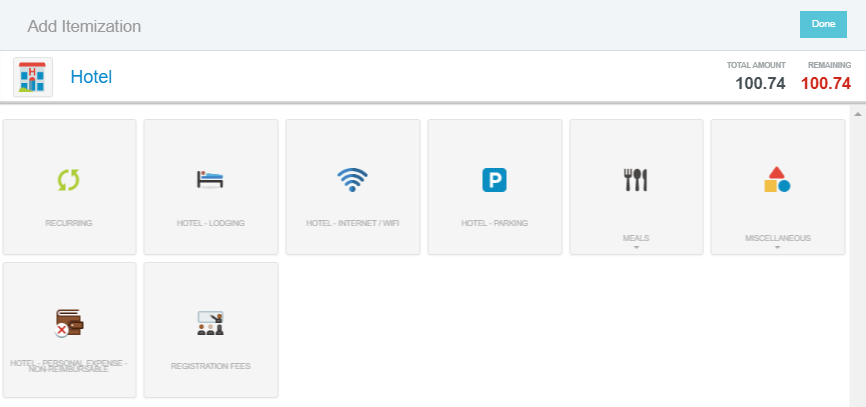 Add Itemization
Done
H
Hotel
TOTAL AMOUNT
100.74
REMAINING
100.74
RECURRING
HOTEL - LODGING
HOTEL - INTERNET / WIFI
P
HOTEL - PARKING
MEALS
MISCELLANEOUS
HOTEL - PERSONAL EXPENSE -
NON-REIMBURSABLE
REGISTRATION FEES